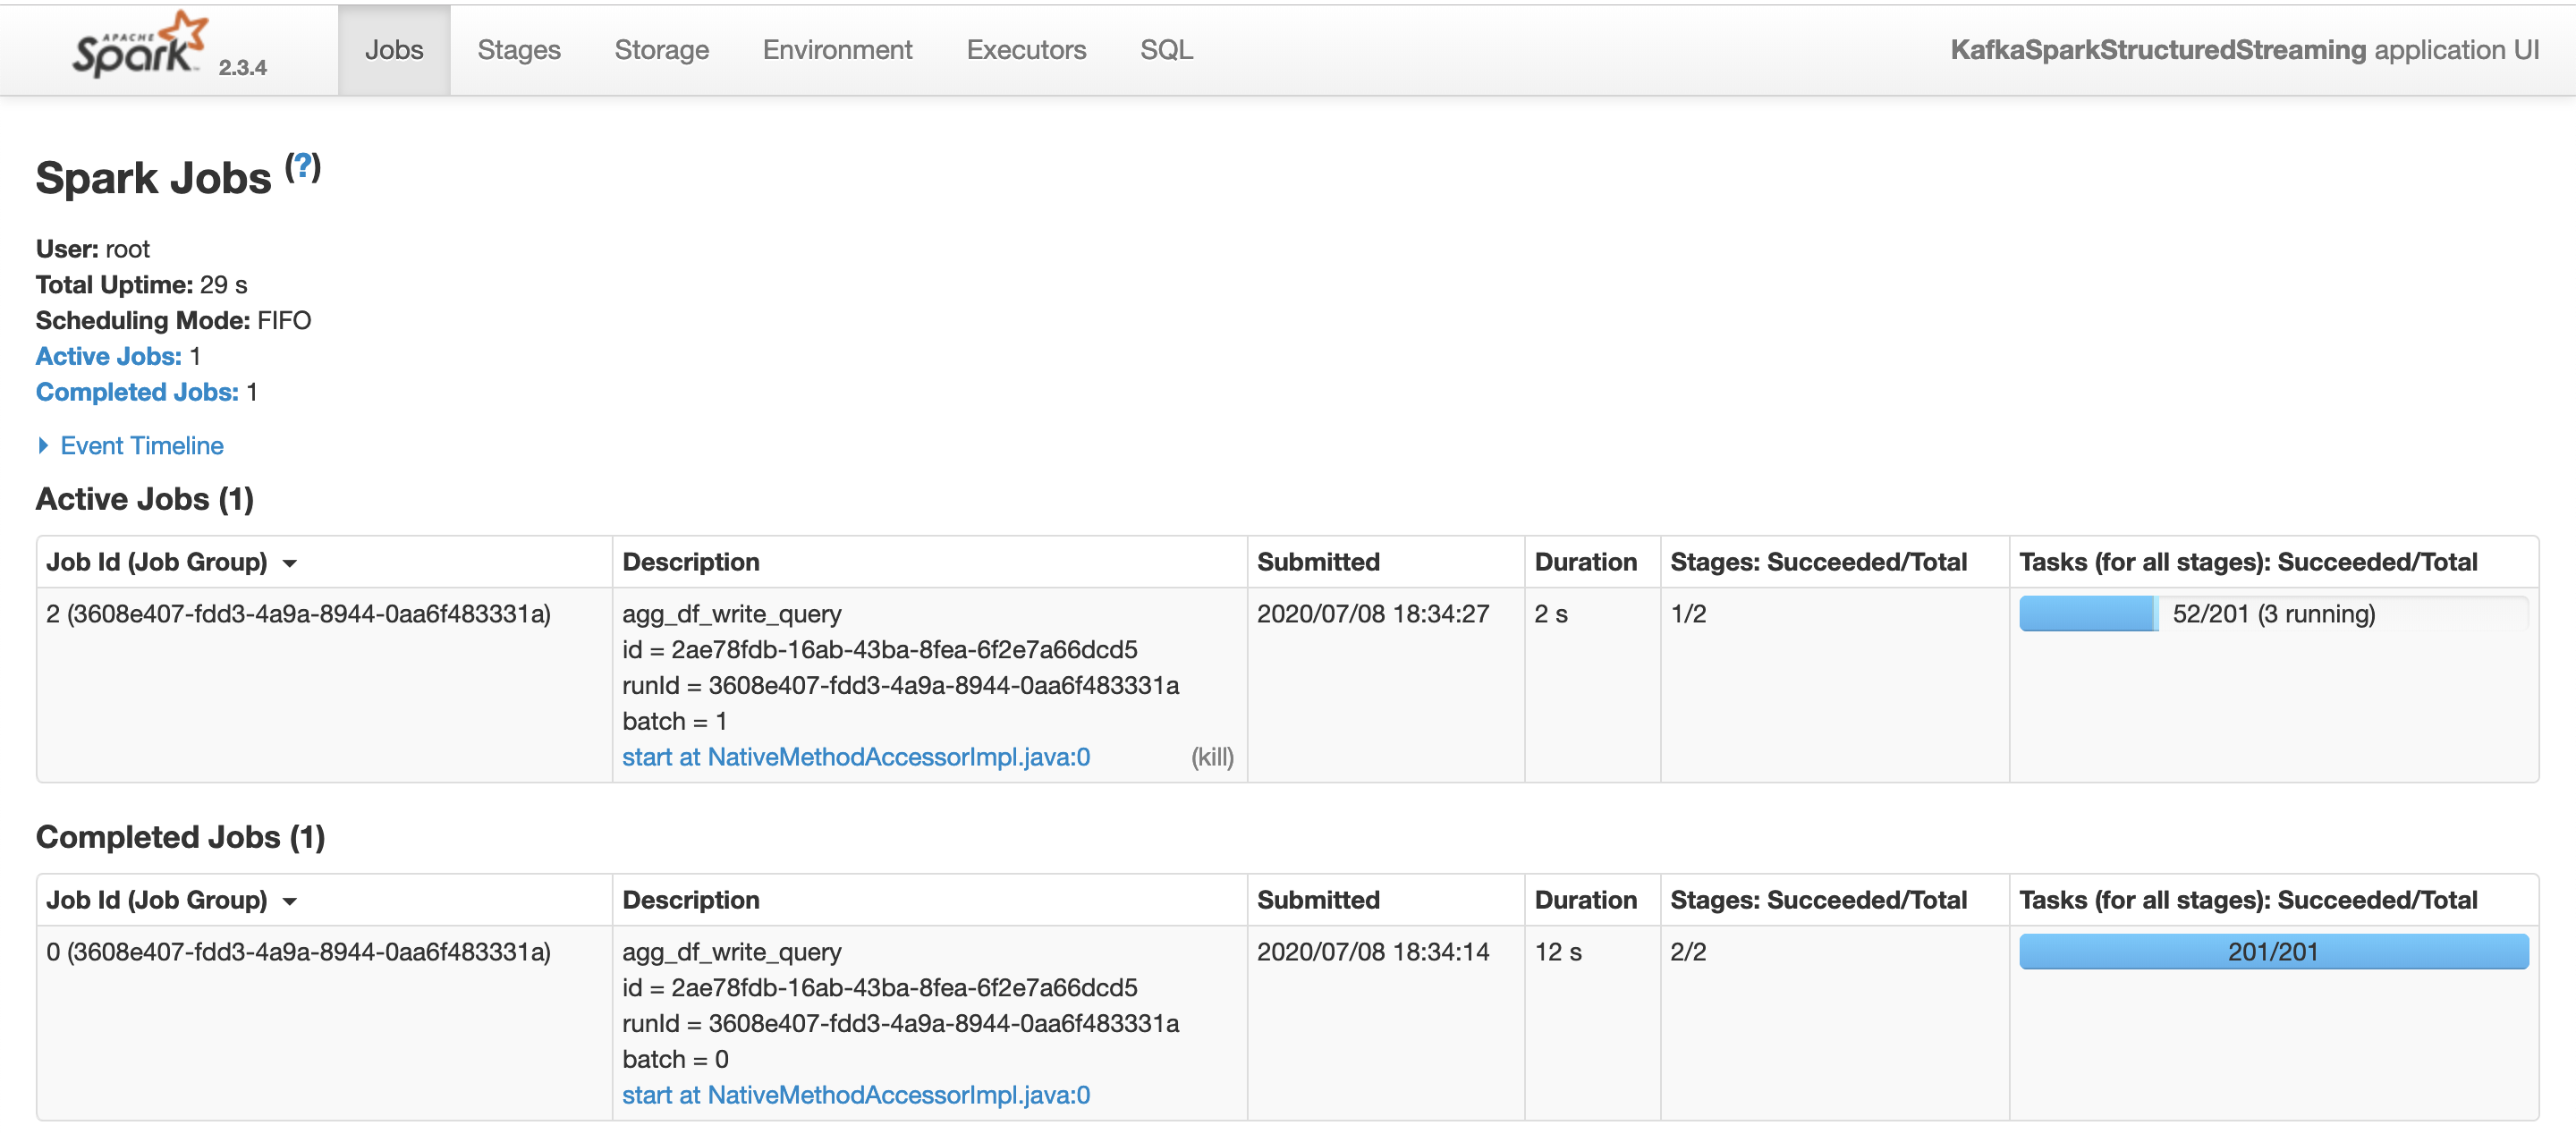 APACHE Spark 2.3.4 Jobs Stages Storage Environment Executors SQL KafkaSparkStructuredStreaming application UI
Spark Jobs (?)
User: root
Total Uptime: 29 s
Scheduling Mode: FIFO
Active Jobs: 1
Completed Jobs: 1
Event Timeline
Active Jobs (1)
Job Id (Job Group) Description Submitted Duration Stages: Succeeded/Total Tasks (for all stages): Succeeded/Total
2 (3608e407-fdd3-4a9a-8944-0aa6f483331a) agg_df_write_query 2020/07/08 18:34:27 2 s 1/2 52/201 (3 running)
id = 2ae78fdb-16ab-43ba-8fea-6f2e7a66dcd5
runId = 3608e407-fdd3-4a9a-8944-0aa6f483331a
batch = 1
start at NativeMethodAccessorImpl.java:0 (kill)
Completed Jobs (1)
Job Id (Job Group) Description Submitted Duration Stages: Succeeded/Total Tasks (for all stages): Succeeded/Total
0 (3608e407-fdd3-4a9a-8944-0aa6f483331a) agg_df_write_query 2020/07/08 18:34:14 12 s 2/2 201/201
id = 2ae78fdb-16ab-43ba-8fea-6f2e7a66dcd5
runId = 3608e407-fdd3-4a9a-8944-0aa6f483331a
batch = 0
start at NativeMethodAccessorImpl.java:0